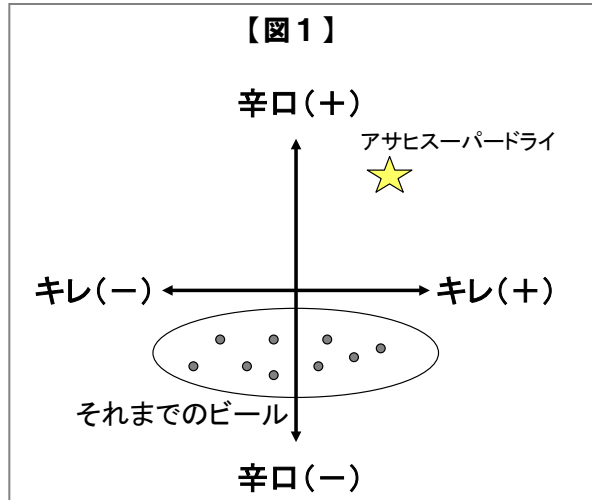 【図1】
辛口(+)
アサヒスーパードライ
キレ(-)
キレ(+)
それまでのビール
辛口(-)